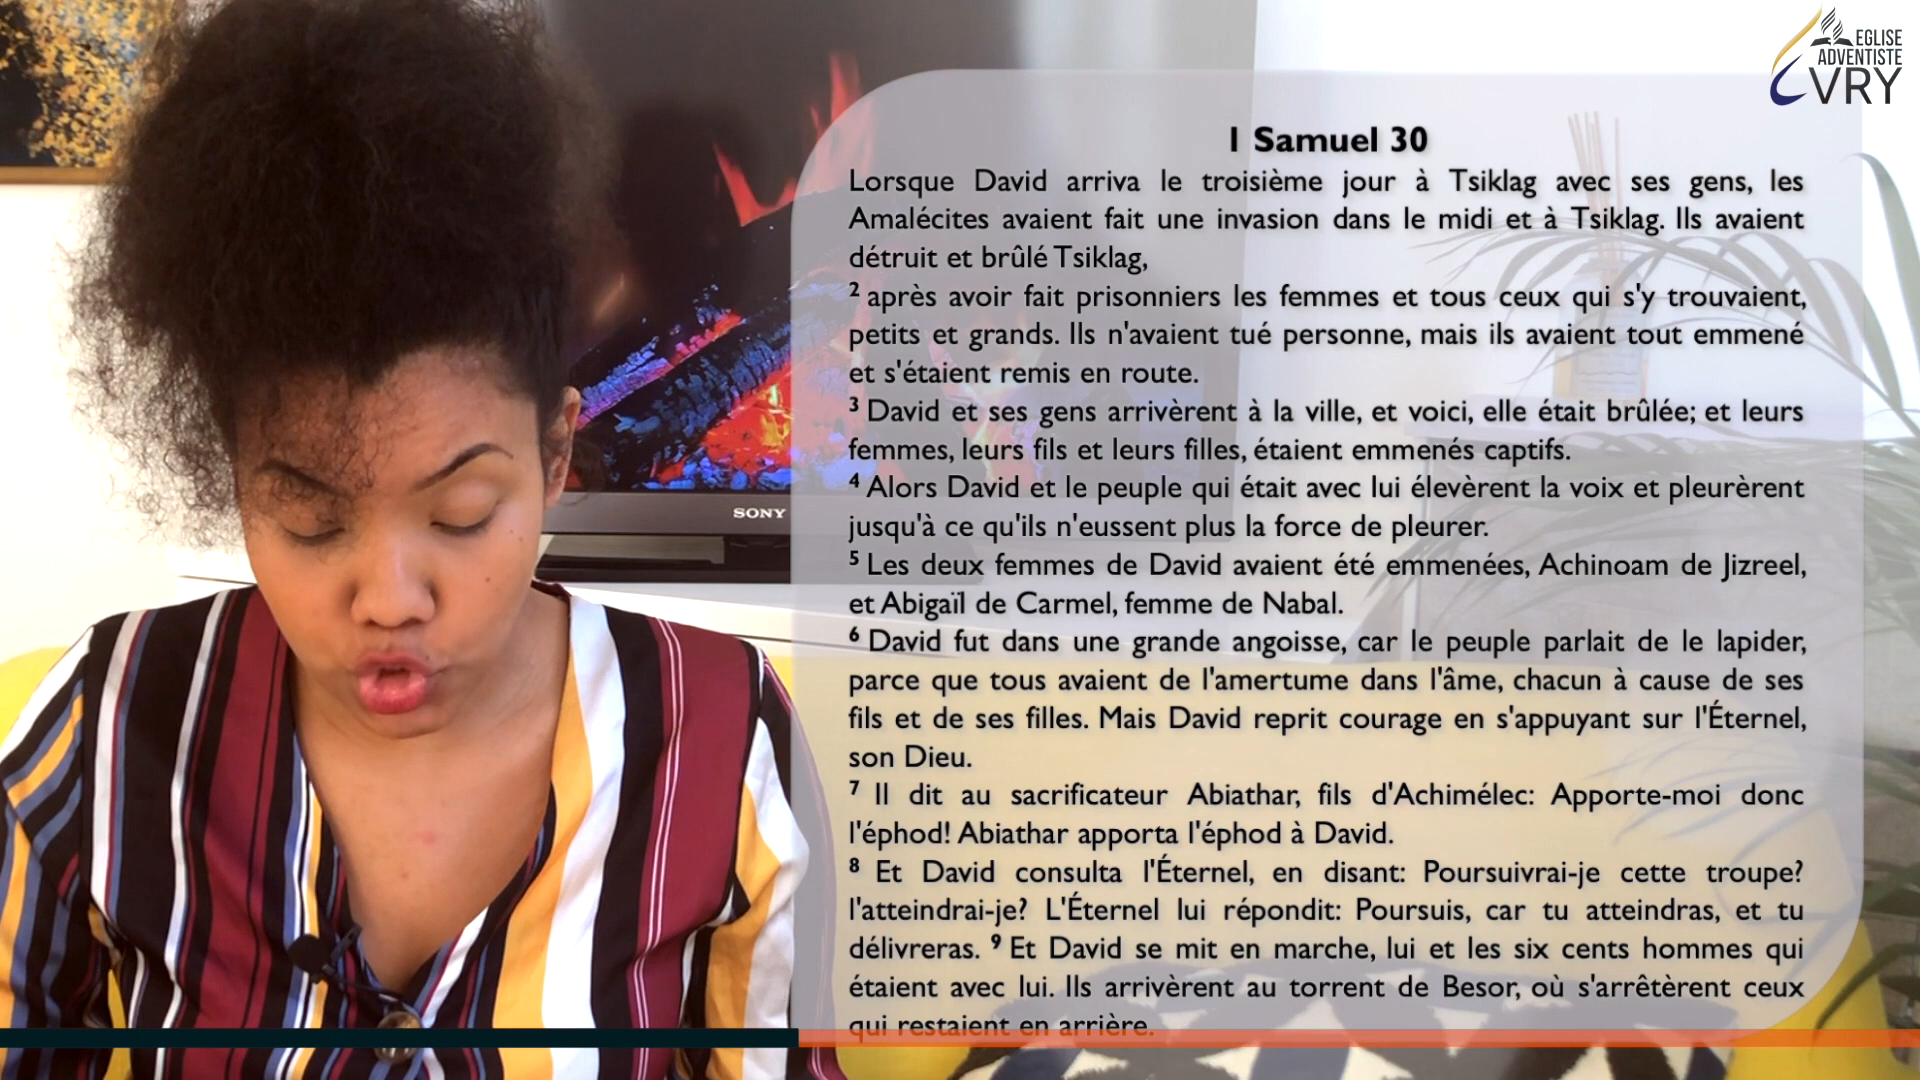 EGLISE
ADVENTISTE
VRY
1 Samuel 30
Lorsque David arriva le troisième jour à Tsiklag avec ses gens, les
Amalécites avaient fait une invasion dans le midi et à Tsiklag. Ils avaient
détruit et brûlé Tsiklag,
2 après avoir fait prisonniers les femmes et tous ceux qui s'y trouvaient,
petits et grands. Ils n'avaient tué personne, mais ils avaient tout emmené
et s'étaient remis en route.
3 David et ses gens arrivèrent à la ville, et voici, elle était brûlée; et leurs
femmes, leurs fils et leurs filles, étaient emmenés captifs.
4 Alors David et le peuple qui était avec lui élevèrent la voix et pleurèrent
jusqu'à ce qu'ils n'eussent plus la force de pleurer.
5 Les deux femmes de David avaient été emmenées, Achinoam de Jizreel,
et Abigaïl de Carmel, femme de Nabal.
6 David fut dans une grande angoisse, car le peuple parlait de le lapider,
parce que tous avaient de l'amertume dans l'âme, chacun à cause de ses
fils et de ses filles. Mais David reprit courage en s'appuyant sur l'Éternel,
son Dieu.
7 Il dit au sacrificateur Abiathar, fils d'Achimélec: Apporte-moi donc
l'éphod! Abiathar apporta l'éphod à David.
8 Et David consulta l'Éternel, en disant: Poursuivrai-je cette troupe?
l'atteindrai-je? L'Éternel lui répondit: Poursuis, car tu atteindras, et tu
délivreras. 9 Et David se mit en marche, lui et les six cents hommes qui
étaient avec lui. Ils arrivèrent au torrent de Besor, où s'arrêtèrent ceux
qui restaient en arrière.
SONY